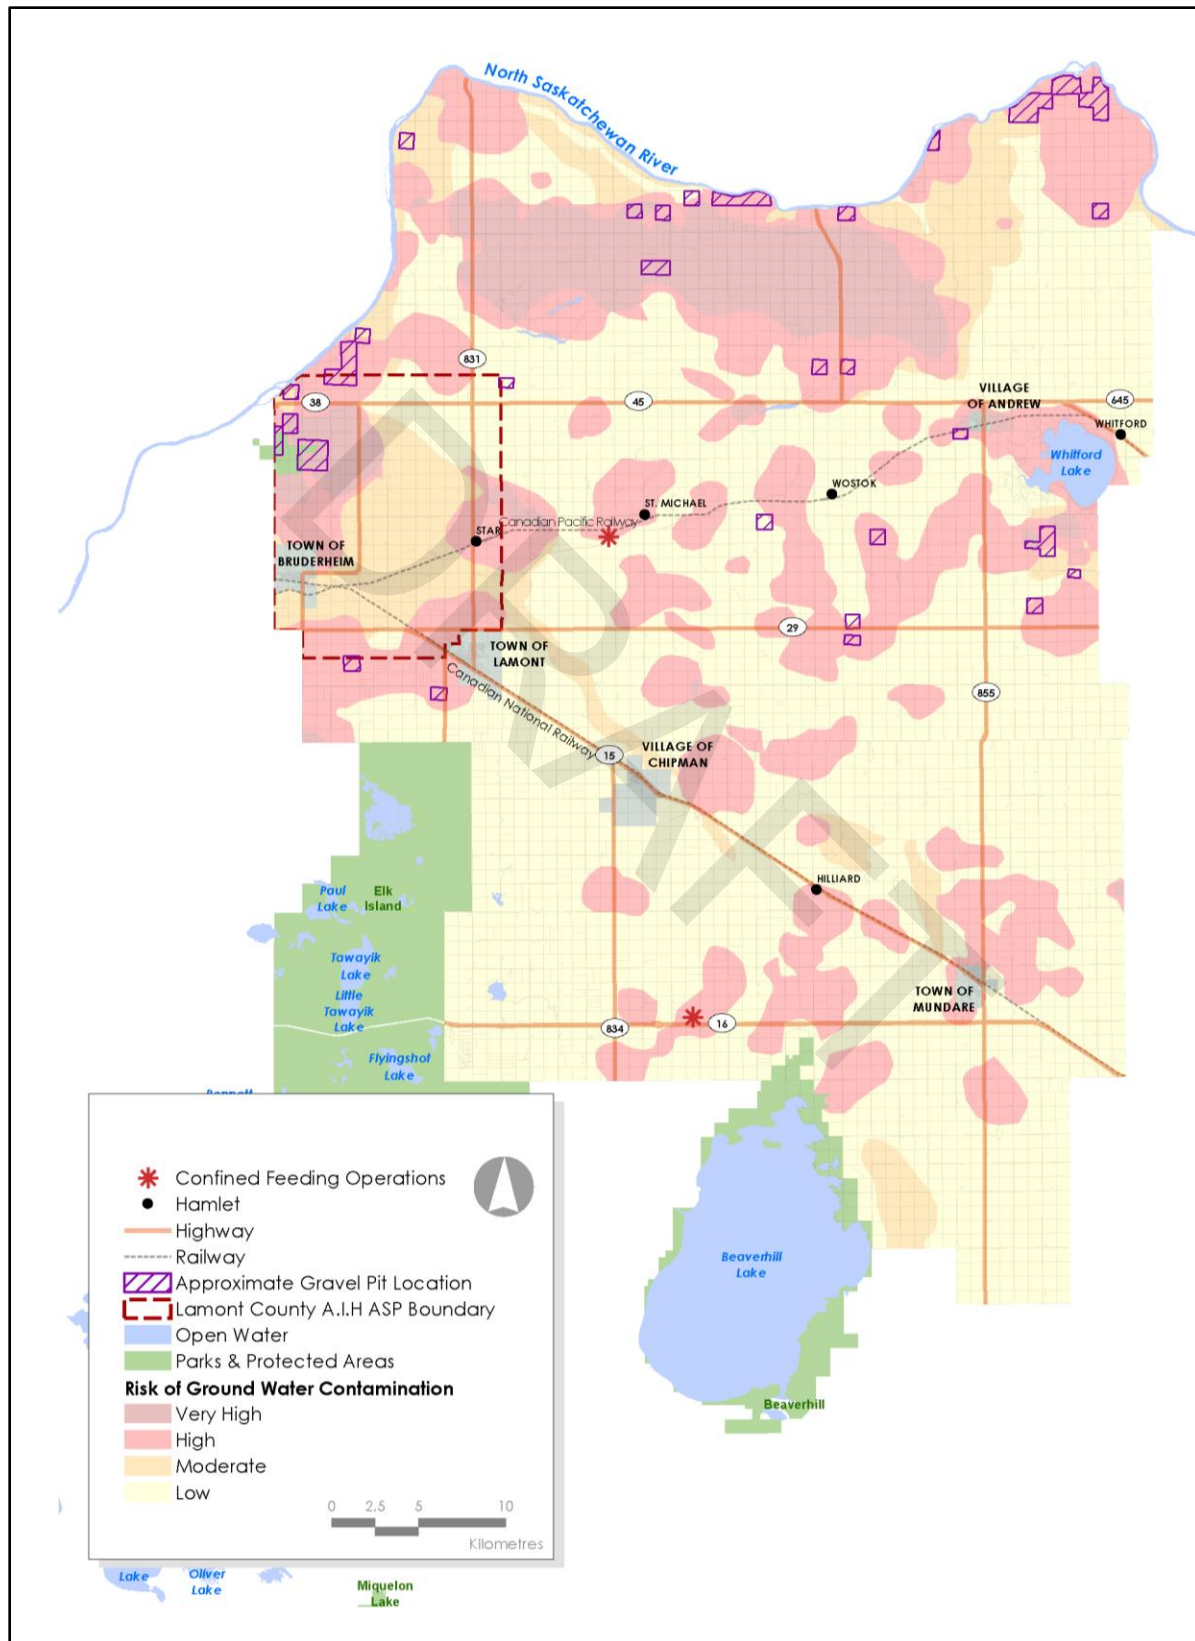 North Saskatchewan River
831
38
45
VILLAGE
OF ANDREW
645
WHITFORD
Whitford
Lake
WOSTOK
ST. MICHAEL
Canadian Pacific Railway
STAR
TOWN OF
BRUDERHEIM
29
TOWN OF
LAMONT
Canadian National Railway
855
15
VILLAGE OF
CHIPMAN
DRAFT
HILLIARD
Paul
Lake
Elk
Island
Tawayik
Lake
Little
Tawayik
Lake
TOWN OF
MUNDARE
834
16
Flyingshot
Lake
Confined Feeding Operations
Hamlet
Highway
Railway
Approximate Gravel Pit Location
Lamont County A.I.H ASP Boundary
Open Water
Parks & Protected Areas
Risk of Ground Water Contamination
Very High
High
Moderate
Low
0 2.5 5 10
Kilometres
Beaverhill
Lake
Beaverhill
Lake
Oliver
Lake
Miquelon
Lake